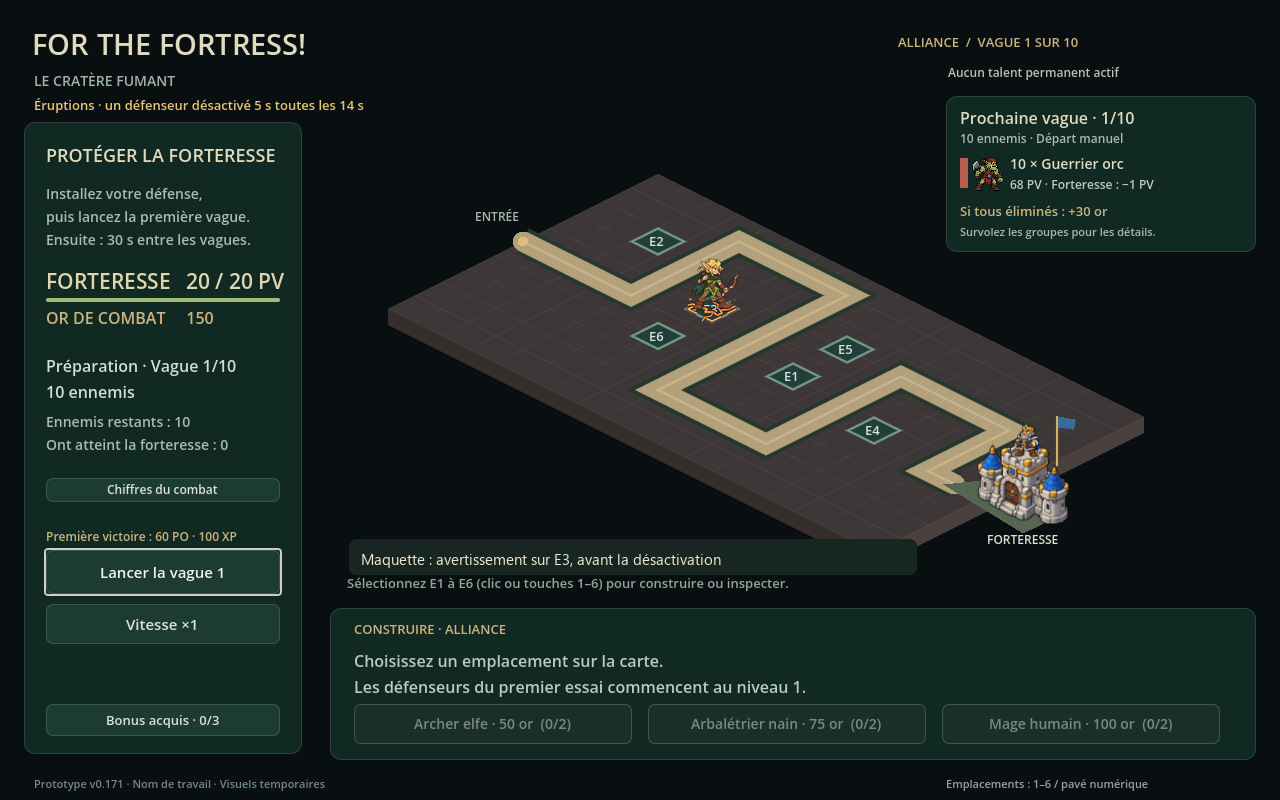 FOR THE FORTRESS!
LE CRATÈRE FUMANT
Éruptions · un défenseur désactivé 5 s toutes les 14 s
ALLIANCE / VAGUE 1 SUR 10
Aucun talent permanent actif
PROTÉGER LA FORTERESSE
Installez votre défense,
puis lancez la première vague.
Ensuite : 30 s entre les vagues.
FORTERESSE 20 / 20 PV
OR DE COMBAT 150
Préparation · Vague 1/10
10 ennemis
Ennemis restants : 10
Ont atteint la forteresse : 0
Chiffres du combat
Première victoire : 60 PO · 100 XP
Lancer la vague 1
Vitesse ×1
Bonus acquis · 0/3
Prochaine vague · 1/10
10 ennemis · Départ manuel
10 × Guerrier orc
68 PV · Forteresse : −1 PV
Si tous éliminés : +30 or
Survolez les groupes pour les détails.
ENTRÉE
E2
E6
E5
E1
E4
FORTERESSE
Maquette : avertissement sur E3, avant la désactivation
Sélectionnez E1 à E6 (clic ou touches 1–6) pour construire ou inspecter.
CONSTRUIRE · ALLIANCE
Choisissez un emplacement sur la carte.
Les défenseurs du premier essai commencent au niveau 1.
Archer elfe · 50 or (0/2)
Arbalétrier nain · 75 or (0/2)
Mage humain · 100 or (0/2)
Prototype v0.171 · Nom de travail · Visuels temporaires
Emplacements : 1–6 / pavé numérique